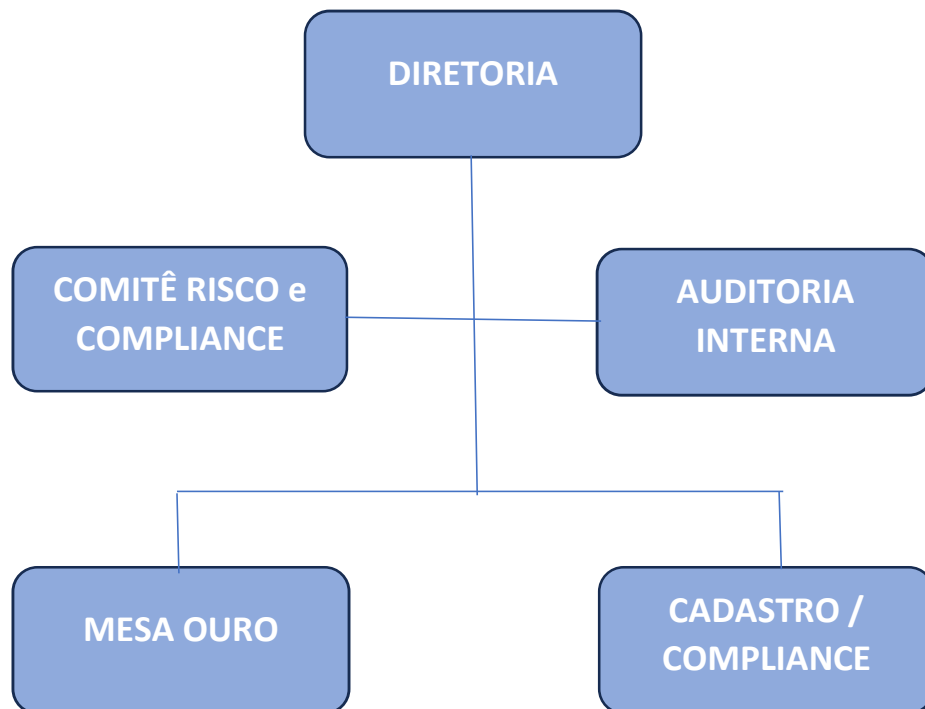 DIRETORIA
COMITÊ RISCO e
COMPLIANCE
AUDITORIA
INTERNA
MESA OURO
CADASTRO /
COMPLIANCE